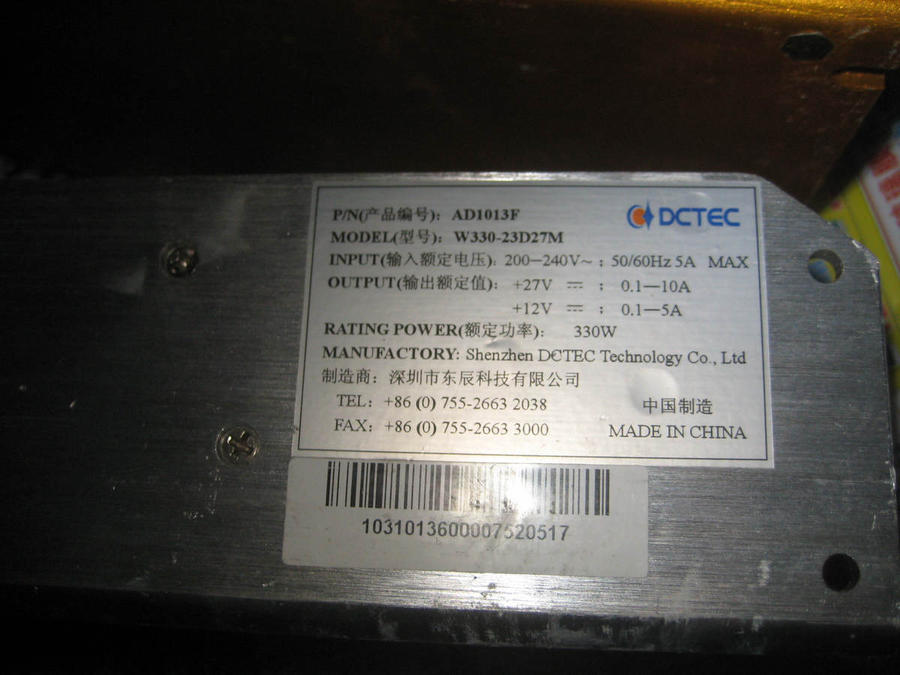 P/N(产品编号): AD1013F
DCTEC
MODEL(型号): W330-23D27M
INPUT(输入额定电压): 200—240V~ ; 50/60Hz 5A MAX
OUTPUT(输出额定值): +27V ⎓ ; 0.1—10A
+12V ⎓ ; 0.1—5A
RATING POWER(额定功率): 330W
MANUFACTORY: Shenzhen DCTEC Technology Co., Ltd
制造商: 深圳市东辰科技有限公司
TEL: +86 (0) 755-2663 2038
中国制造
FAX: +86 (0) 755-2663 3000
MADE IN CHINA
1031013600007520517